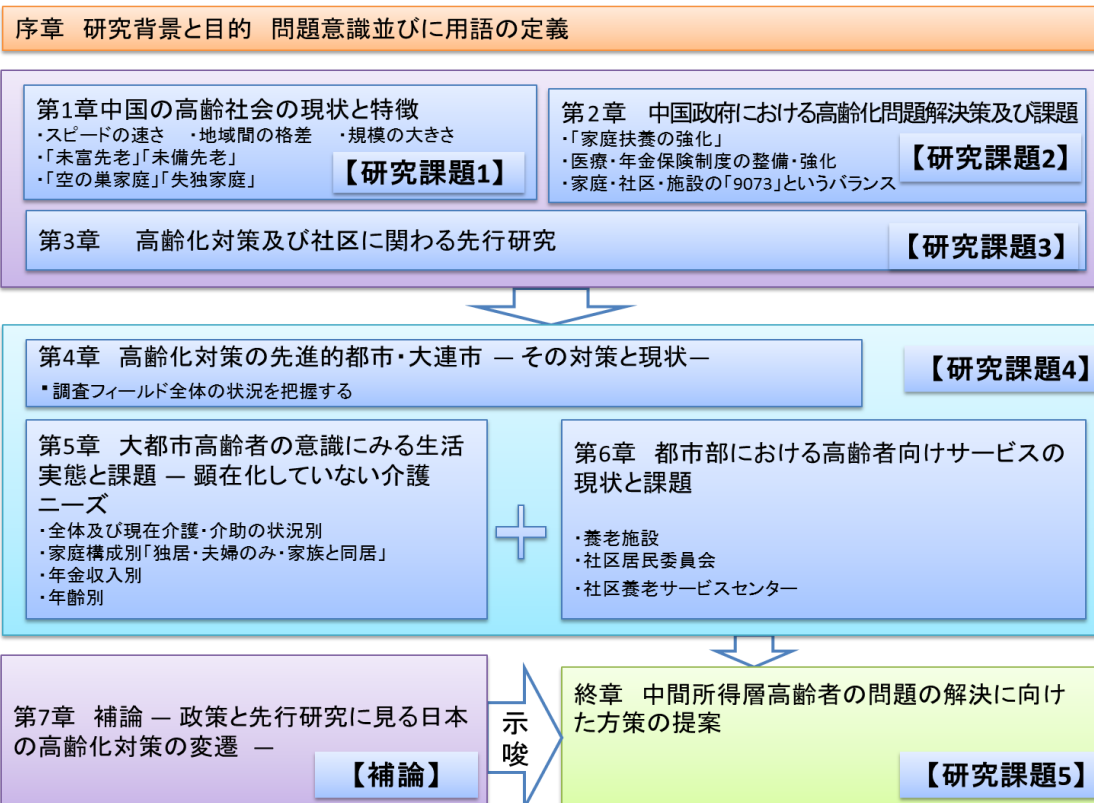 序章 研究背景と目的 問題意識並びに用語の定義
第1章中国の高齢社会の現状と特徴
・スピードの速さ ・地域間の格差 ・規模の大きさ
・「未富先老」「未備先老」
・「空の巣家庭」「失独家庭」
【研究課題1】
第2章 中国政府における高齢化問題解決策及び課題
・「家庭扶養の強化」
・医療・年金保険制度の整備・強化
・家庭・社区・施設の「9073」というバランス
【研究課題2】
第3章 高齢化対策及び社区に関わる先行研究
【研究課題3】
第4章 高齢化対策の先進的都市・大連市 ― その対策と現状―
▪調査フィールド全体の状況を把握する
【研究課題4】
第5章 大都市高齢者の意識にみる生活
実態と課題 ― 顕在化していない介護
ニーズ
・全体及び現在介護・介助の状況別
・家庭構成別「独居・夫婦のみ・家族と同居」
・年金収入別
・年齢別
第6章 都市部における高齢者向けサービスの
現状と課題
・養老施設
・社区居民委員会
・社区養老サービスセンター
第7章 補論 ― 政策と先行研究に見る日本
の高齢化対策の変遷 ―
【補論】
示
唆
終章 中間所得層高齢者の問題の解決に向け
た方策の提案
【研究課題5】